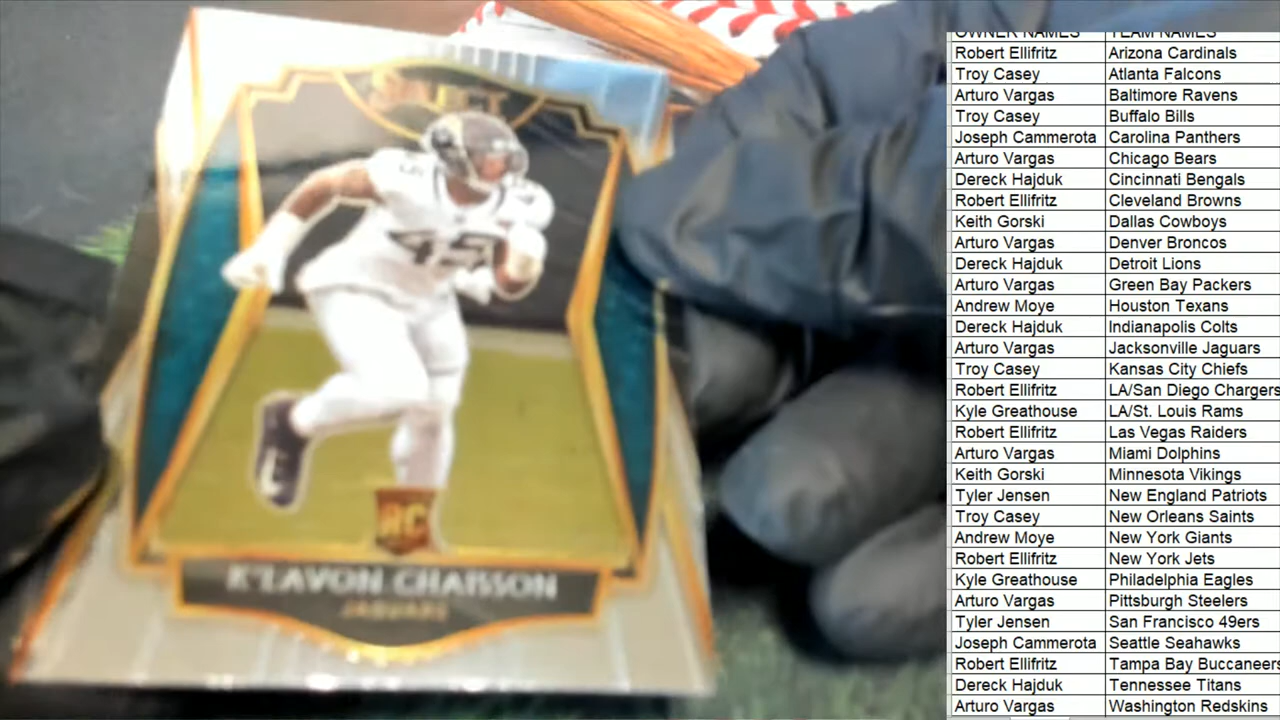 SELECT
45
RC
K'LAVON CHAISSON
JAGUARS
OWNER NAMES TEAM NAMES
Robert Ellifritz Arizona Cardinals
Troy Casey Atlanta Falcons
Arturo Vargas Baltimore Ravens
Troy Casey Buffalo Bills
Joseph Cammerota Carolina Panthers
Arturo Vargas Chicago Bears
Dereck Hajduk Cincinnati Bengals
Robert Ellifritz Cleveland Browns
Keith Gorski Dallas Cowboys
Arturo Vargas Denver Broncos
Dereck Hajduk Detroit Lions
Arturo Vargas Green Bay Packers
Andrew Moye Houston Texans
Dereck Hajduk Indianapolis Colts
Arturo Vargas Jacksonville Jaguars
Troy Casey Kansas City Chiefs
Robert Ellifritz LA/San Diego Chargers
Kyle Greathouse LA/St. Louis Rams
Robert Ellifritz Las Vegas Raiders
Arturo Vargas Miami Dolphins
Keith Gorski Minnesota Vikings
Tyler Jensen New England Patriots
Troy Casey New Orleans Saints
Andrew Moye New York Giants
Robert Ellifritz New York Jets
Kyle Greathouse Philadelphia Eagles
Arturo Vargas Pittsburgh Steelers
Tyler Jensen San Francisco 49ers
Joseph Cammerota Seattle Seahawks
Robert Ellifritz Tampa Bay Buccaneers
Dereck Hajduk Tennessee Titans
Arturo Vargas Washington Redskins